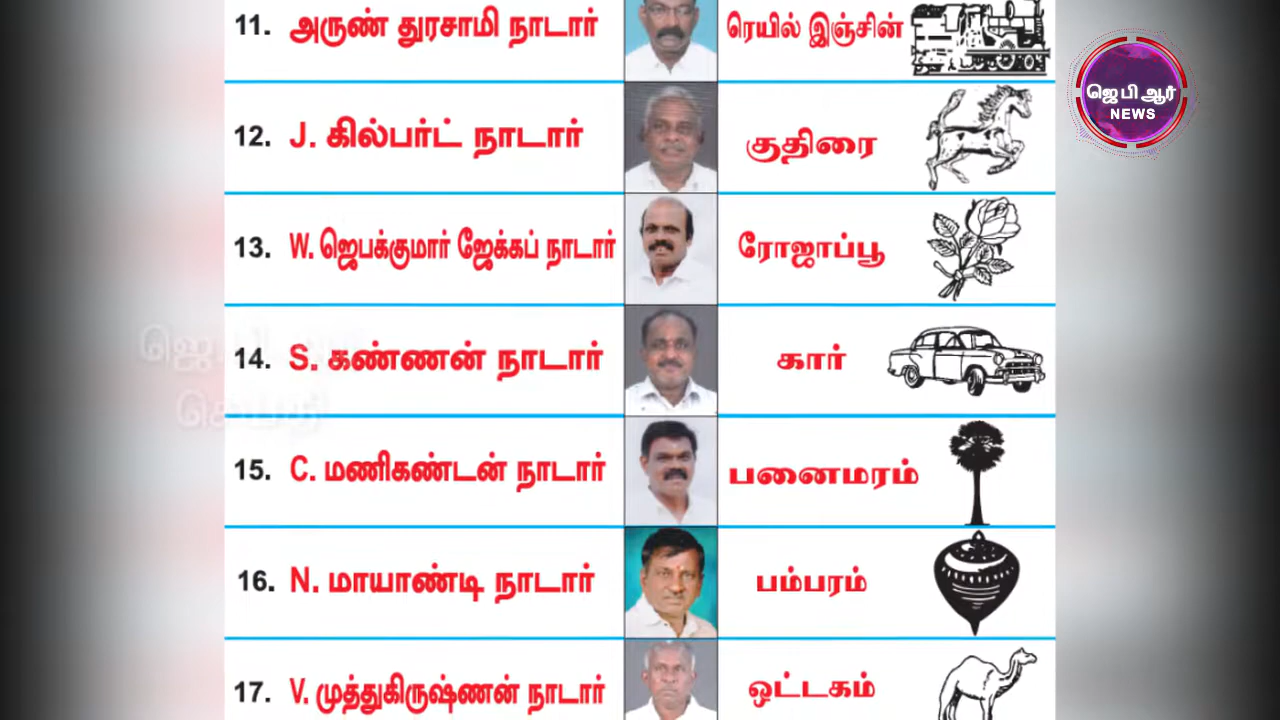 11. அருண் துரசாமி நாடார் ரெயில் இஞ்சின்
ஜெ பி ஆர்
NEWS
12. J. கில்பர்ட் நாடார் குதிரை
13. W. ஜெபக்குமார் ஜேக்கப் நாடார் ரோஜாப்பூ
14. S. கண்ணன் நாடார் கார்
15. C. மணிகண்டன் நாடார் பனைமரம்
16. N. மாயாண்டி நாடார் பம்பரம்
17. V. முத்துகிருஷ்ணன் நாடார் ஒட்டகம்